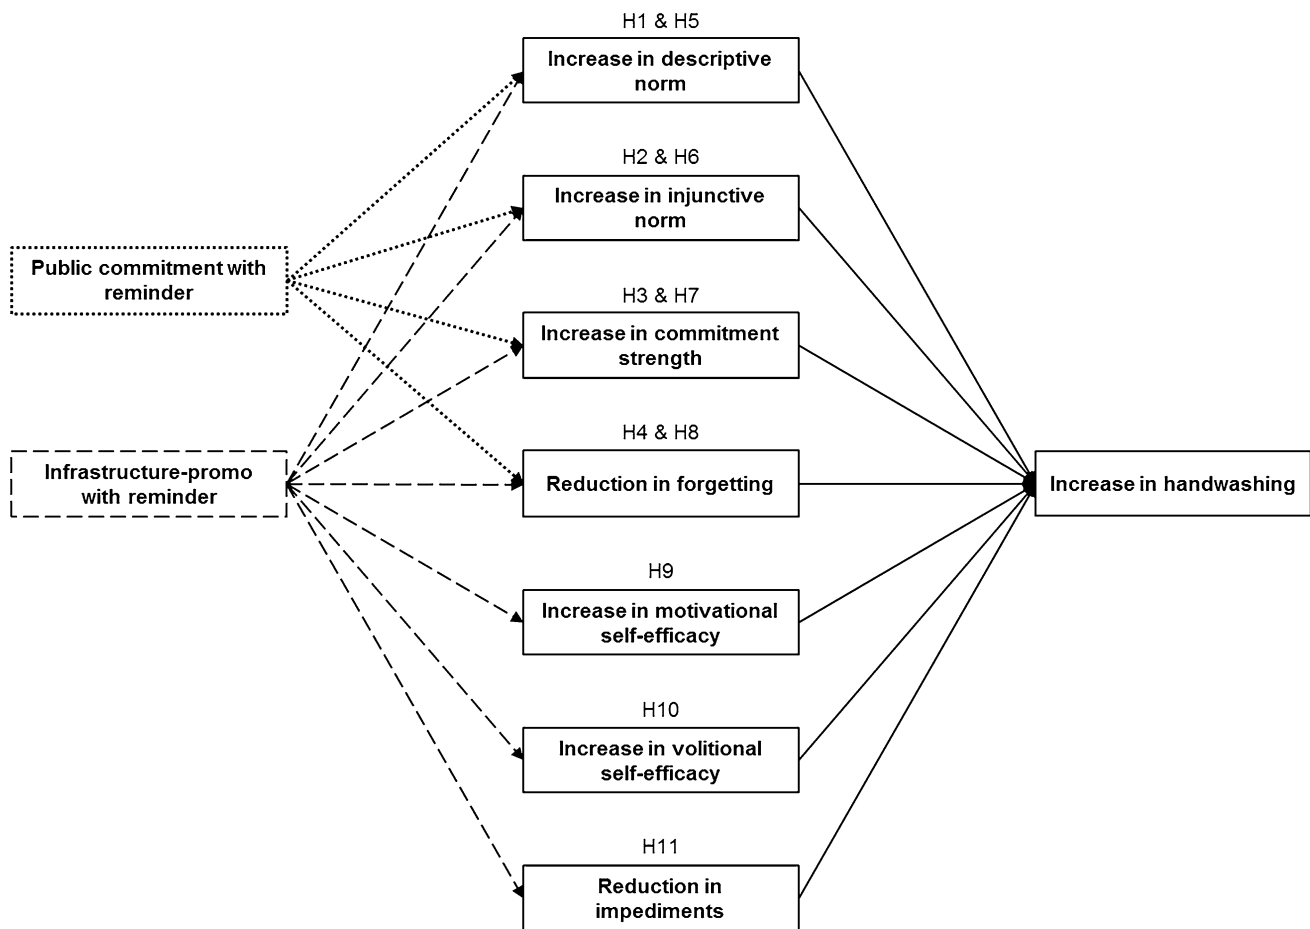 H1 & H5
Increase in descriptive
norm
H2 & H6
Increase in injunctive
norm
Public commitment with
reminder
H3 & H7
Increase in commitment
strength
H4 & H8
Infrastructure-promo
with reminder
Reduction in forgetting
Increase in handwashing
H9
Increase in motivational
self-efficacy
H10
Increase in volitional
self-efficacy
H11
Reduction in
impediments